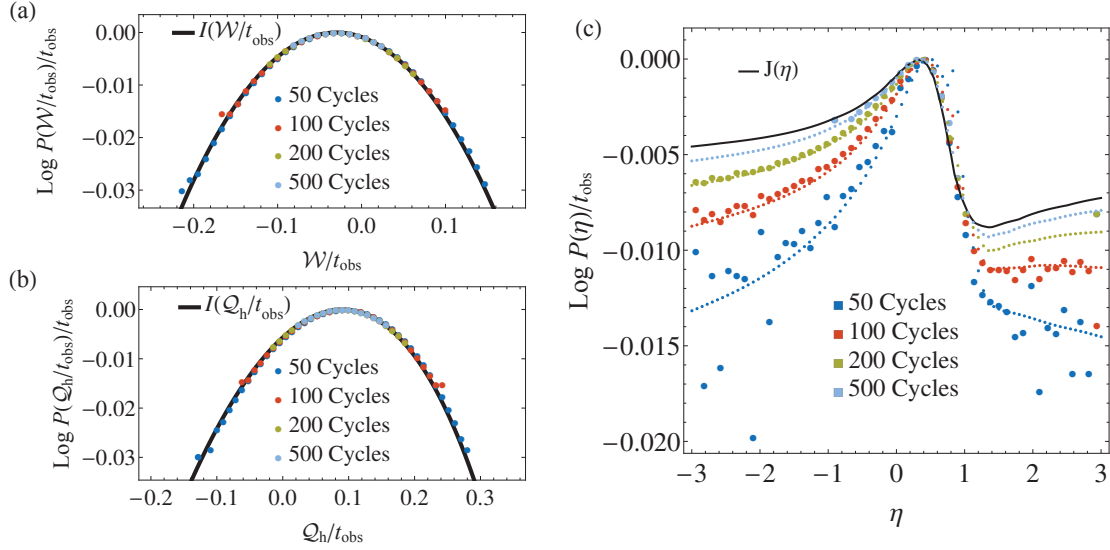 (a)
I(𝒲/t_obs)
Log P(𝒲/t_obs)/t_obs
0.00
−0.01
−0.02
−0.03
50 Cycles
100 Cycles
200 Cycles
500 Cycles
−0.2 −0.1 0.0 0.1
𝒲/t_obs
(b)
I(𝒬_h/t_obs)
Log P(𝒬_h/t_obs)/t_obs
0.00
−0.01
−0.02
−0.03
50 Cycles
100 Cycles
200 Cycles
500 Cycles
−0.2 −0.1 0.0 0.1 0.2 0.3
𝒬_h/t_obs
(c)
J(η)
Log P(η)/t_obs
0.000
−0.005
−0.010
−0.015
−0.020
50 Cycles
100 Cycles
200 Cycles
500 Cycles
−3 −2 −1 0 1 2 3
η